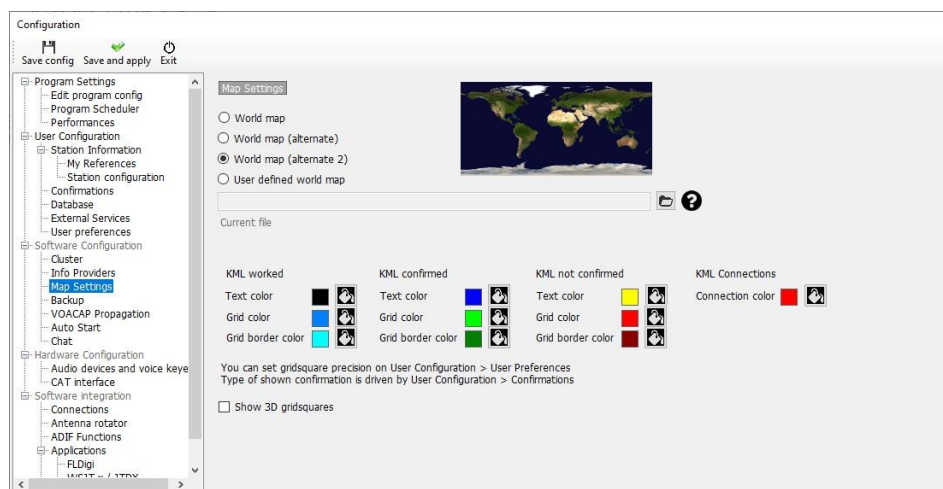 Configuration
Save config Save and apply Exit
Program Settings
Edit program config
Program Scheduler
Performances
User Configuration
Station Information
My References
Station configuration
Confirmations
Database
External Services
User preferences
Software Configuration
Cluster
Info Providers
Map Settings
Backup
VOACAP Propagation
Auto Start
Chat
Hardware Configuration
Audio devices and voice keye
CAT interface
Software integration
Connections
Antenna rotator
ADIF Functions
Applications
FLDigi
WSJT-x / JTDX
Map Settings
World map
World map (alternate)
World map (alternate 2)
User defined world map
?
Current file
KML worked KML confirmed KML not confirmed KML Connections
Text color Text color Text color Connection color
Grid color Grid color Grid color
Grid border color Grid border color Grid border color
You can set gridsquare precision on User Configuration > User Preferences
Type of shown confirmation is driven by User Configuration > Confirmations
Show 3D gridsquares